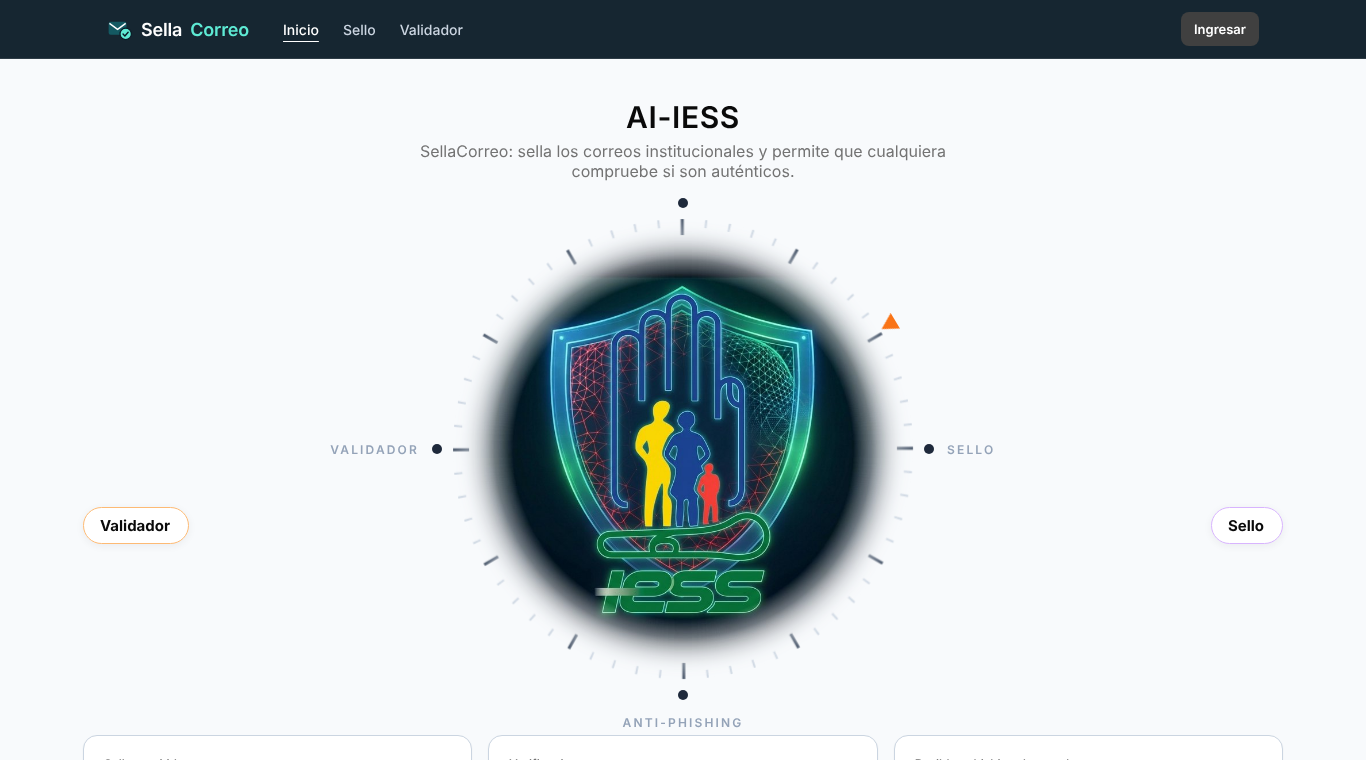 Sella Correo
Inicio
Sello
Validador
Ingresar
AI-IESS
SellaCorreo: sella los correos institucionales y permite que cualquiera
compruebe si son auténticos.
VALIDADOR
SELLO
Validador
Sello
IESS
ANTI-PHISHING